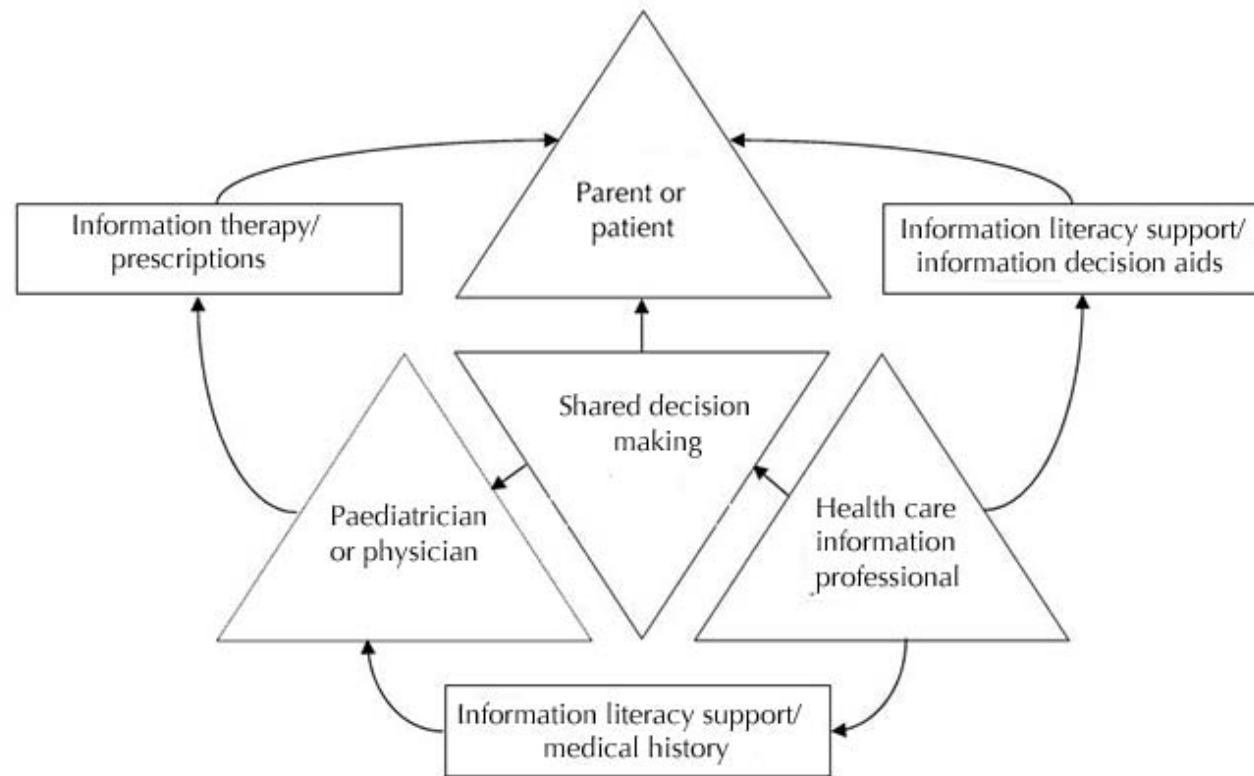 Parent or
patient
Information therapy/
prescriptions
Information literacy support/
information decision aids
Shared decision
making
Paediatrician
or physician
Health care
information
professional
Information literacy support/
medical history